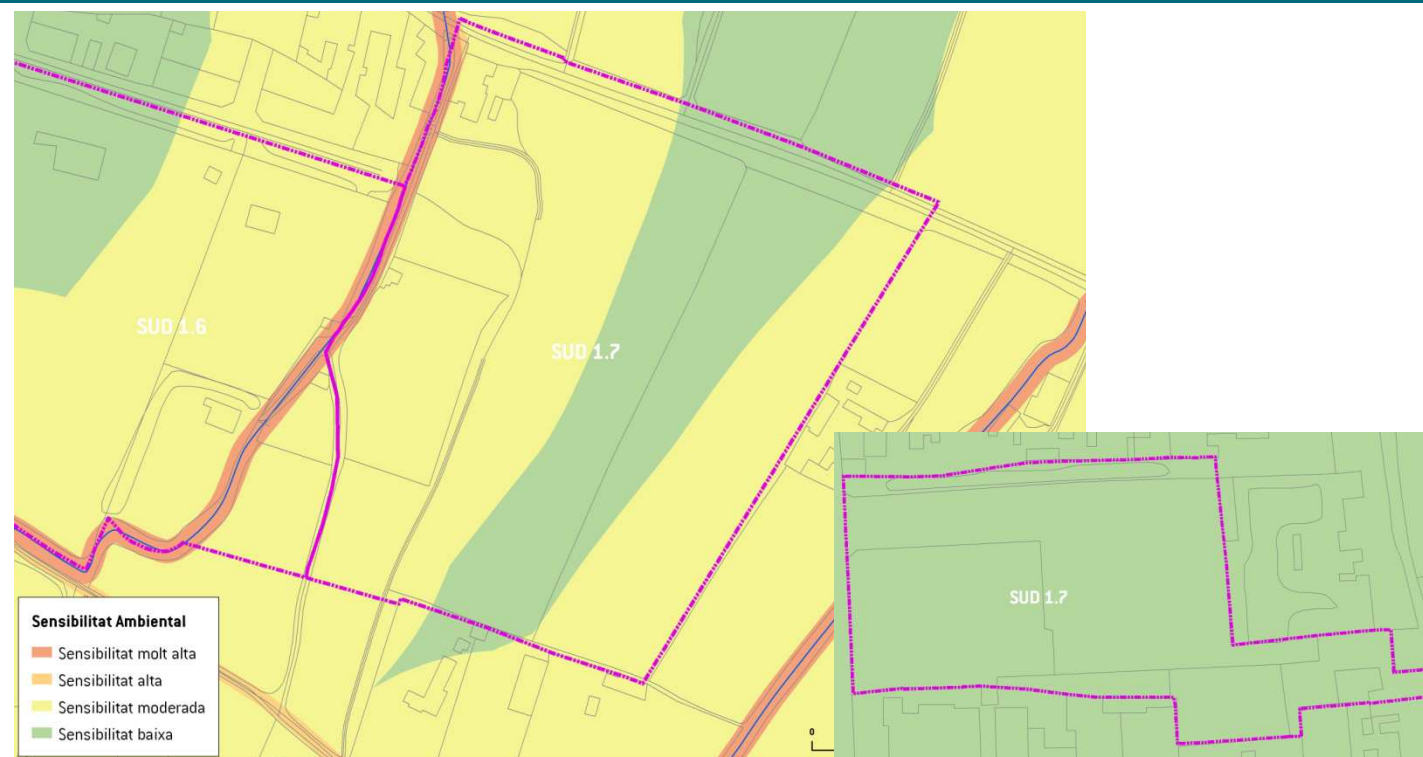 SUD 1.6
SUD 1.7
SUD 1.7
Sensibilitat Ambiental
Sensibilitat molt alta
Sensibilitat alta
Sensibilitat moderada
Sensibilitat baixa
0